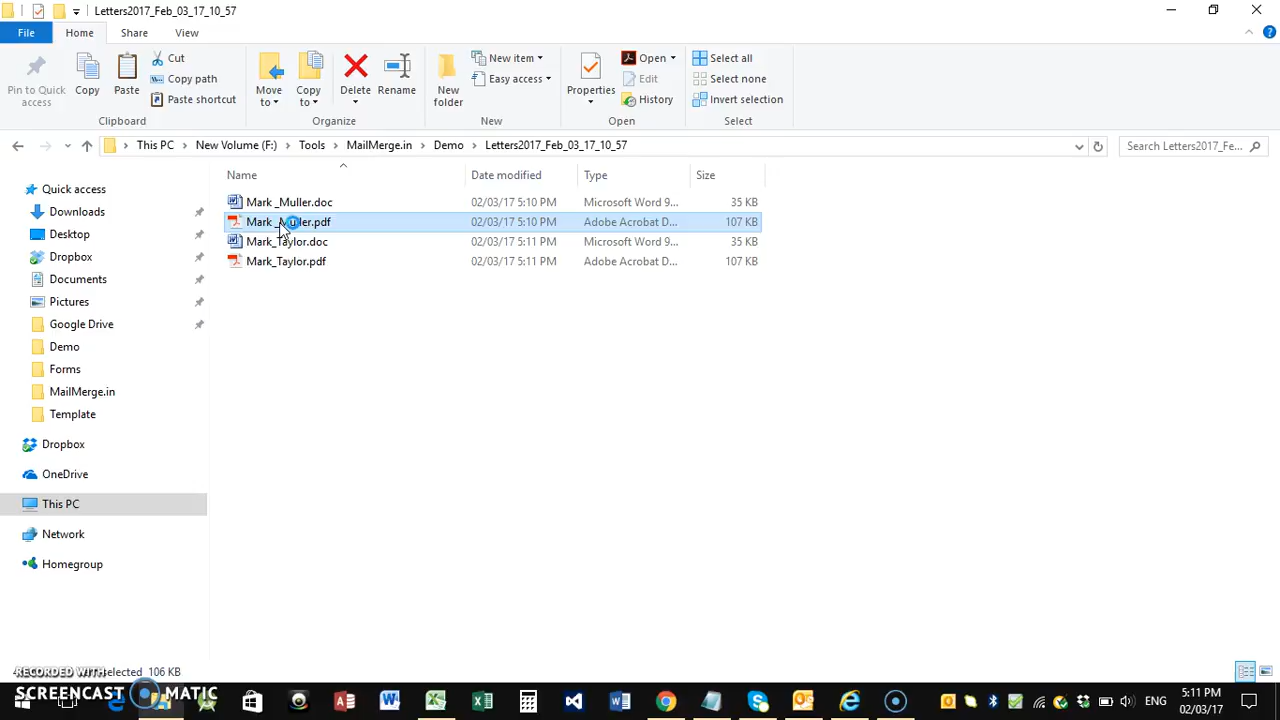 Letters2017_Feb_03_17_10_57
File Home Share View
Pin to Quick access
Copy
Paste
Cut
Copy path
Paste shortcut
Clipboard
Move to
Copy to
Delete
Rename
Organize
New folder
New item
Easy access
New
Properties
Open
Edit
History
Open
Select all
Select none
Invert selection
Select
This PC New Volume (F:) Tools MailMerge.in Demo Letters2017_Feb_03_17_10_57
Search Letters2017_Fe...
Name Date modified Type Size
Mark _Muller.doc 02/03/17 5:10 PM Microsoft Word 9... 35 KB
Mark _Muller.pdf 02/03/17 5:10 PM Adobe Acrobat D... 107 KB
Mark_Taylor.doc 02/03/17 5:11 PM Microsoft Word 9... 35 KB
Mark_Taylor.pdf 02/03/17 5:11 PM Adobe Acrobat D... 107 KB
Quick access
Downloads
Desktop
Dropbox
Documents
Pictures
Google Drive
Demo
Forms
MailMerge.in
Template
Dropbox
OneDrive
This PC
Network
Homegroup
selected 106 KB
RECORDED WITH
SCREENCAST MATIC
ENG
5:11 PM
02/03/17